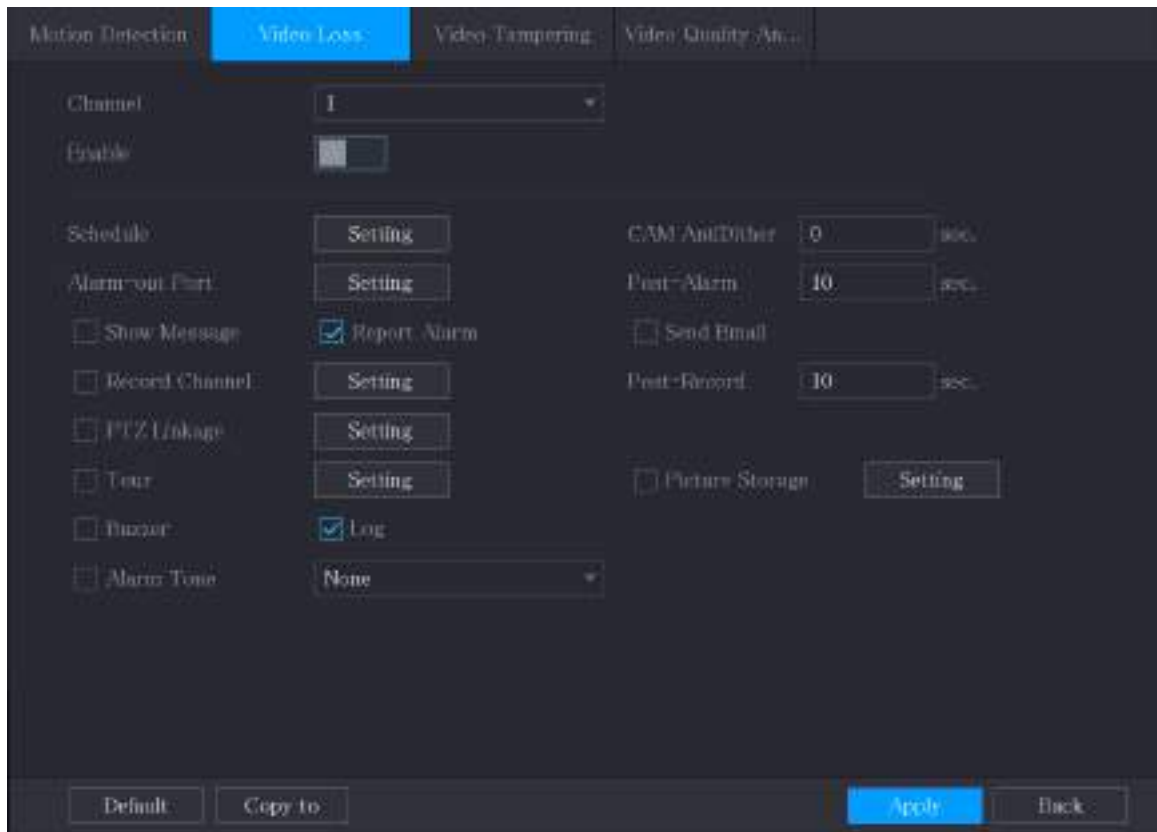 Motion Detection Video Loss Video Tampering Video Quality An...
Channel 1
Enable
Schedule Setting CAM AntiDither 0 sec.
Alarm-out Port Setting Post-Alarm 10 sec.
Show Message Report Alarm Send Email
Record Channel Setting Post-Record 10 sec.
PTZ Linkage Setting
Tour Setting Picture Storage Setting
Buzzer Log
Alarm Tone None
Default Copy to Apply Back